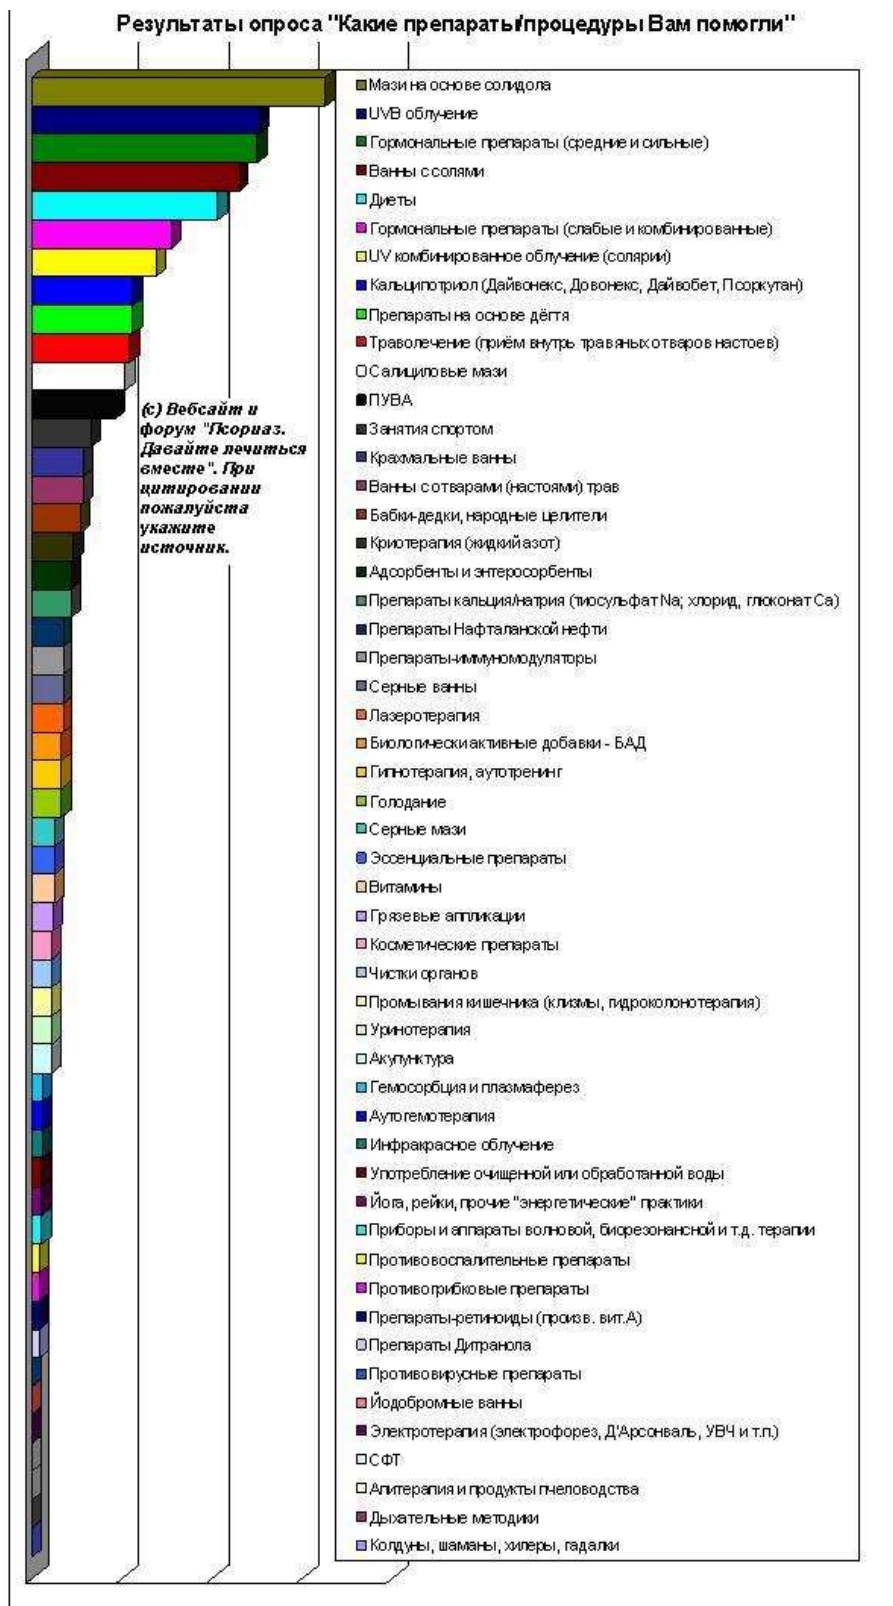 Результаты опроса "Какие препараты/процедуры Вам помогли"
Мази на основе солидола
UVB облучение
Гормональные препараты (средние и сильные)
Ванны с солями
Диеты
Гормональные препараты (слабые и комбинированные)
UV комбинированное облучение (солярии)
Кальципотриол (Дайвонекс, Довонекс, Дайвобет, Псоркутан)
Препараты на основе дёгтя
Траволечение (приём внутрь травяных отваров настоев)
Салициловые мази
ПУВА
Занятия спортом
Крахмальные ванны
Ванны с отварами (настоями) трав
Бабки-дедки, народные целители
Криотерапия (жидкий азот)
Адсорбенты и энтеросорбенты
Препараты кальция/натрия (тиосульфат Na; хлорид, глюконат Ca)
Препараты Нафталанской нефти
Препараты-иммуномодуляторы
Серные ванны
Лазеротерапия
Биологически активные добавки - БАД
Гипнотерапия, аутотренинг
Голодание
Серные мази
Эссенциальные препараты
Витамины
Грязевые аппликации
Косметические препараты
Чистки органов
Промывания кишечника (клизмы, гидроколонотерапия)
Уринотерапия
Акупунктура
Гемосорбция и плазмаферез
Аутогемотерапия
Инфракрасное облучение
Употребление очищенной или обработанной воды
Йога, рейки, прочие "энергетические" практики
Приборы и аппараты волновой, биорезонансной и т.д. терапии
Противовоспалительные препараты
Противогрибковые препараты
Препараты-ретиноиды (произв. вит.А)
Препараты Дитранола
Противовирусные препараты
Йодобромные ванны
Электротерапия (электрофорез, Д'Арсонваль, УВЧ и т.п.)
СФТ
Апитерапия и продукты пчеловодства
Дыхательные методики
Колдуны, шаманы, хилеры, гадалки
(c) Вебсайт и
форум "Псориаз.
Давайте лечиться
вместе". При
цитировании
пожалуйста
укажите
источник.